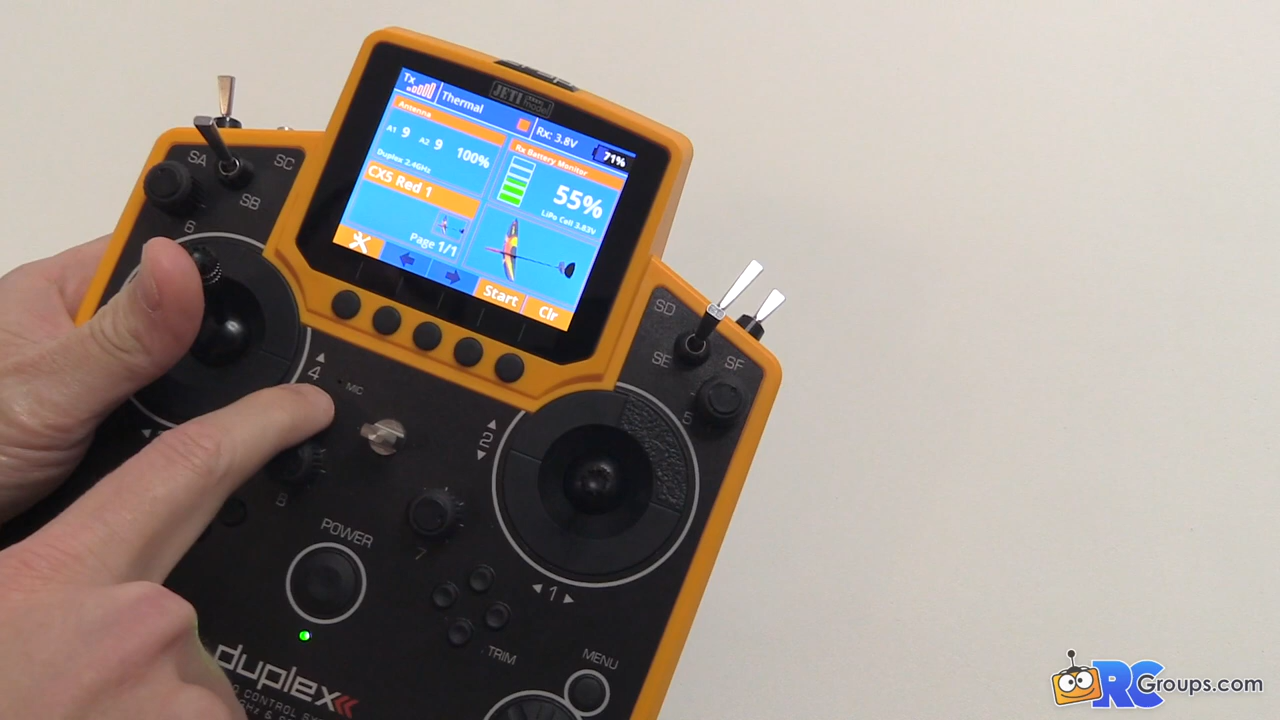 JETI
model
Tx
Thermal
Rx: 3.8V
71%
Antenna
A1 9 A2 9 100%
Duplex 2.4GHz
CX5 Red 1
Page 1/1
Rx Battery Monitor
55%
LiPo Cell 3.83V
Start
Clr
SA
SC
SB
6
SD
SE
SF
5
4
MIC
2
8
7
POWER
1
TRIM
MENU
duplex
CONTROL
RCGroups.com